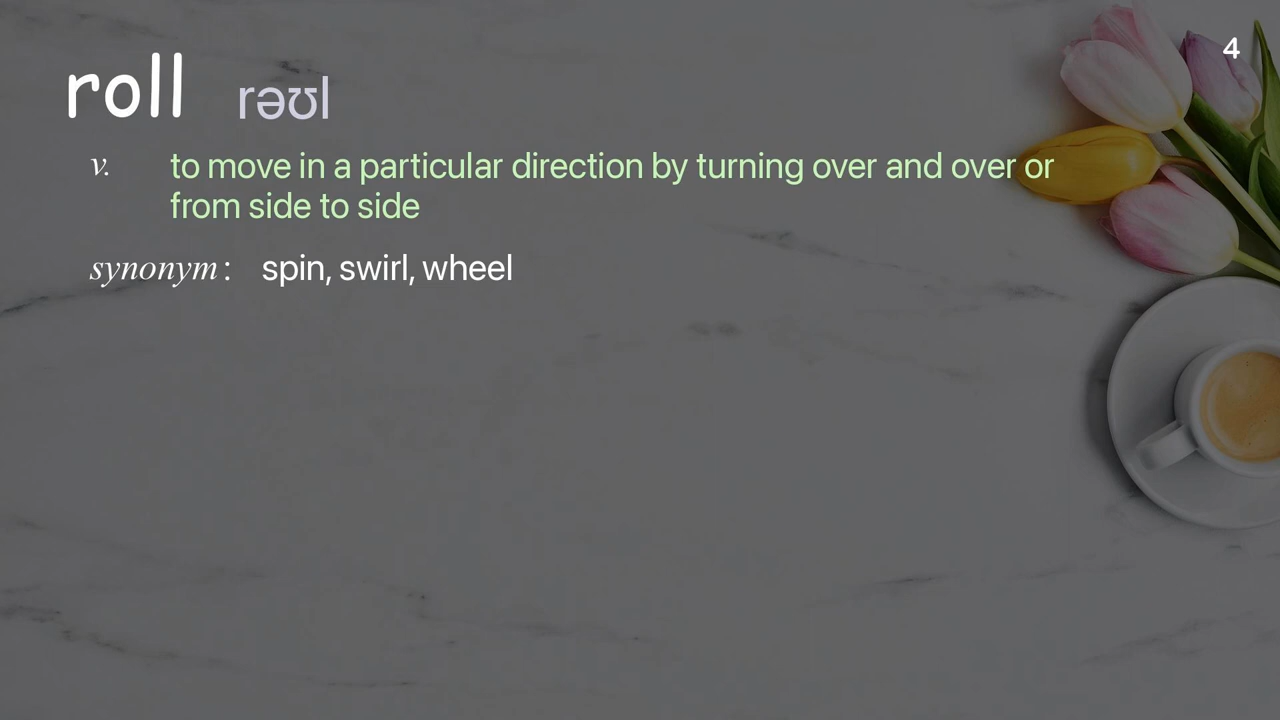 4
roll rəʊl
v. to move in a particular direction by turning over and over or
from side to side
synonym: spin, swirl, wheel